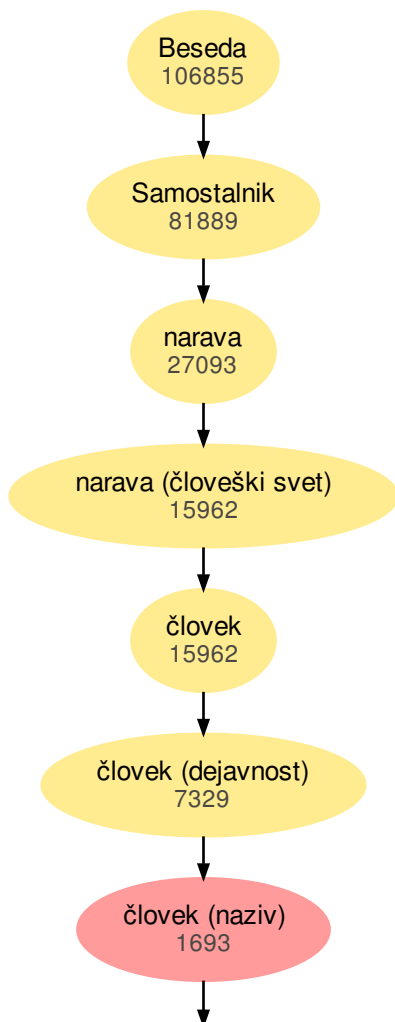 Beseda
106855
Samostalnik
81889
narava
27093
narava (človeški svet)
15962
človek
15962
človek (dejavnost)
7329
človek (naziv)
1693